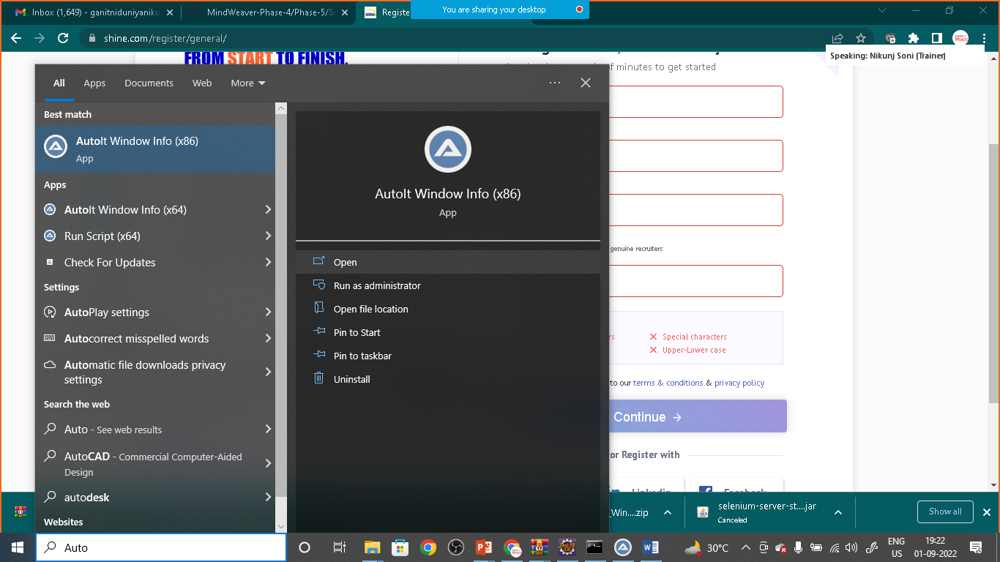 Inbox (1,649) - ganitniduniyaniku
MindWeaver-Phase-4/Phase-5/S
Registe
You are sharing your desktop
shine.com/register/general/
Speaking: Nikunj Soni (Trainer)
FROM START TO FINISH.
of minutes to get started
All
Apps
Documents
Web
More
Best match
AutoIt Window Info (x86)
App
Apps
AutoIt Window Info (x64)
Run Script (x64)
Check For Updates
Settings
AutoPlay settings
Autocorrect misspelled words
Automatic file downloads privacy
settings
Search the web
Auto - See web results
AutoCAD - Commercial Computer-Aided
Design
autodesk
Websites
Auto
AutoIt Window Info (x86)
App
Open
Run as administrator
Open file location
Pin to Start
Pin to taskbar
Uninstall
genuine recruiters
rs
Special characters
Upper-Lower case
to our terms & conditions & privacy policy
Continue
or Register with
Linkedin
Facebook
_Win....zip
selenium-server-st....jar
Canceled
Show all
30°C
ENG
US
19:22
01-09-2022